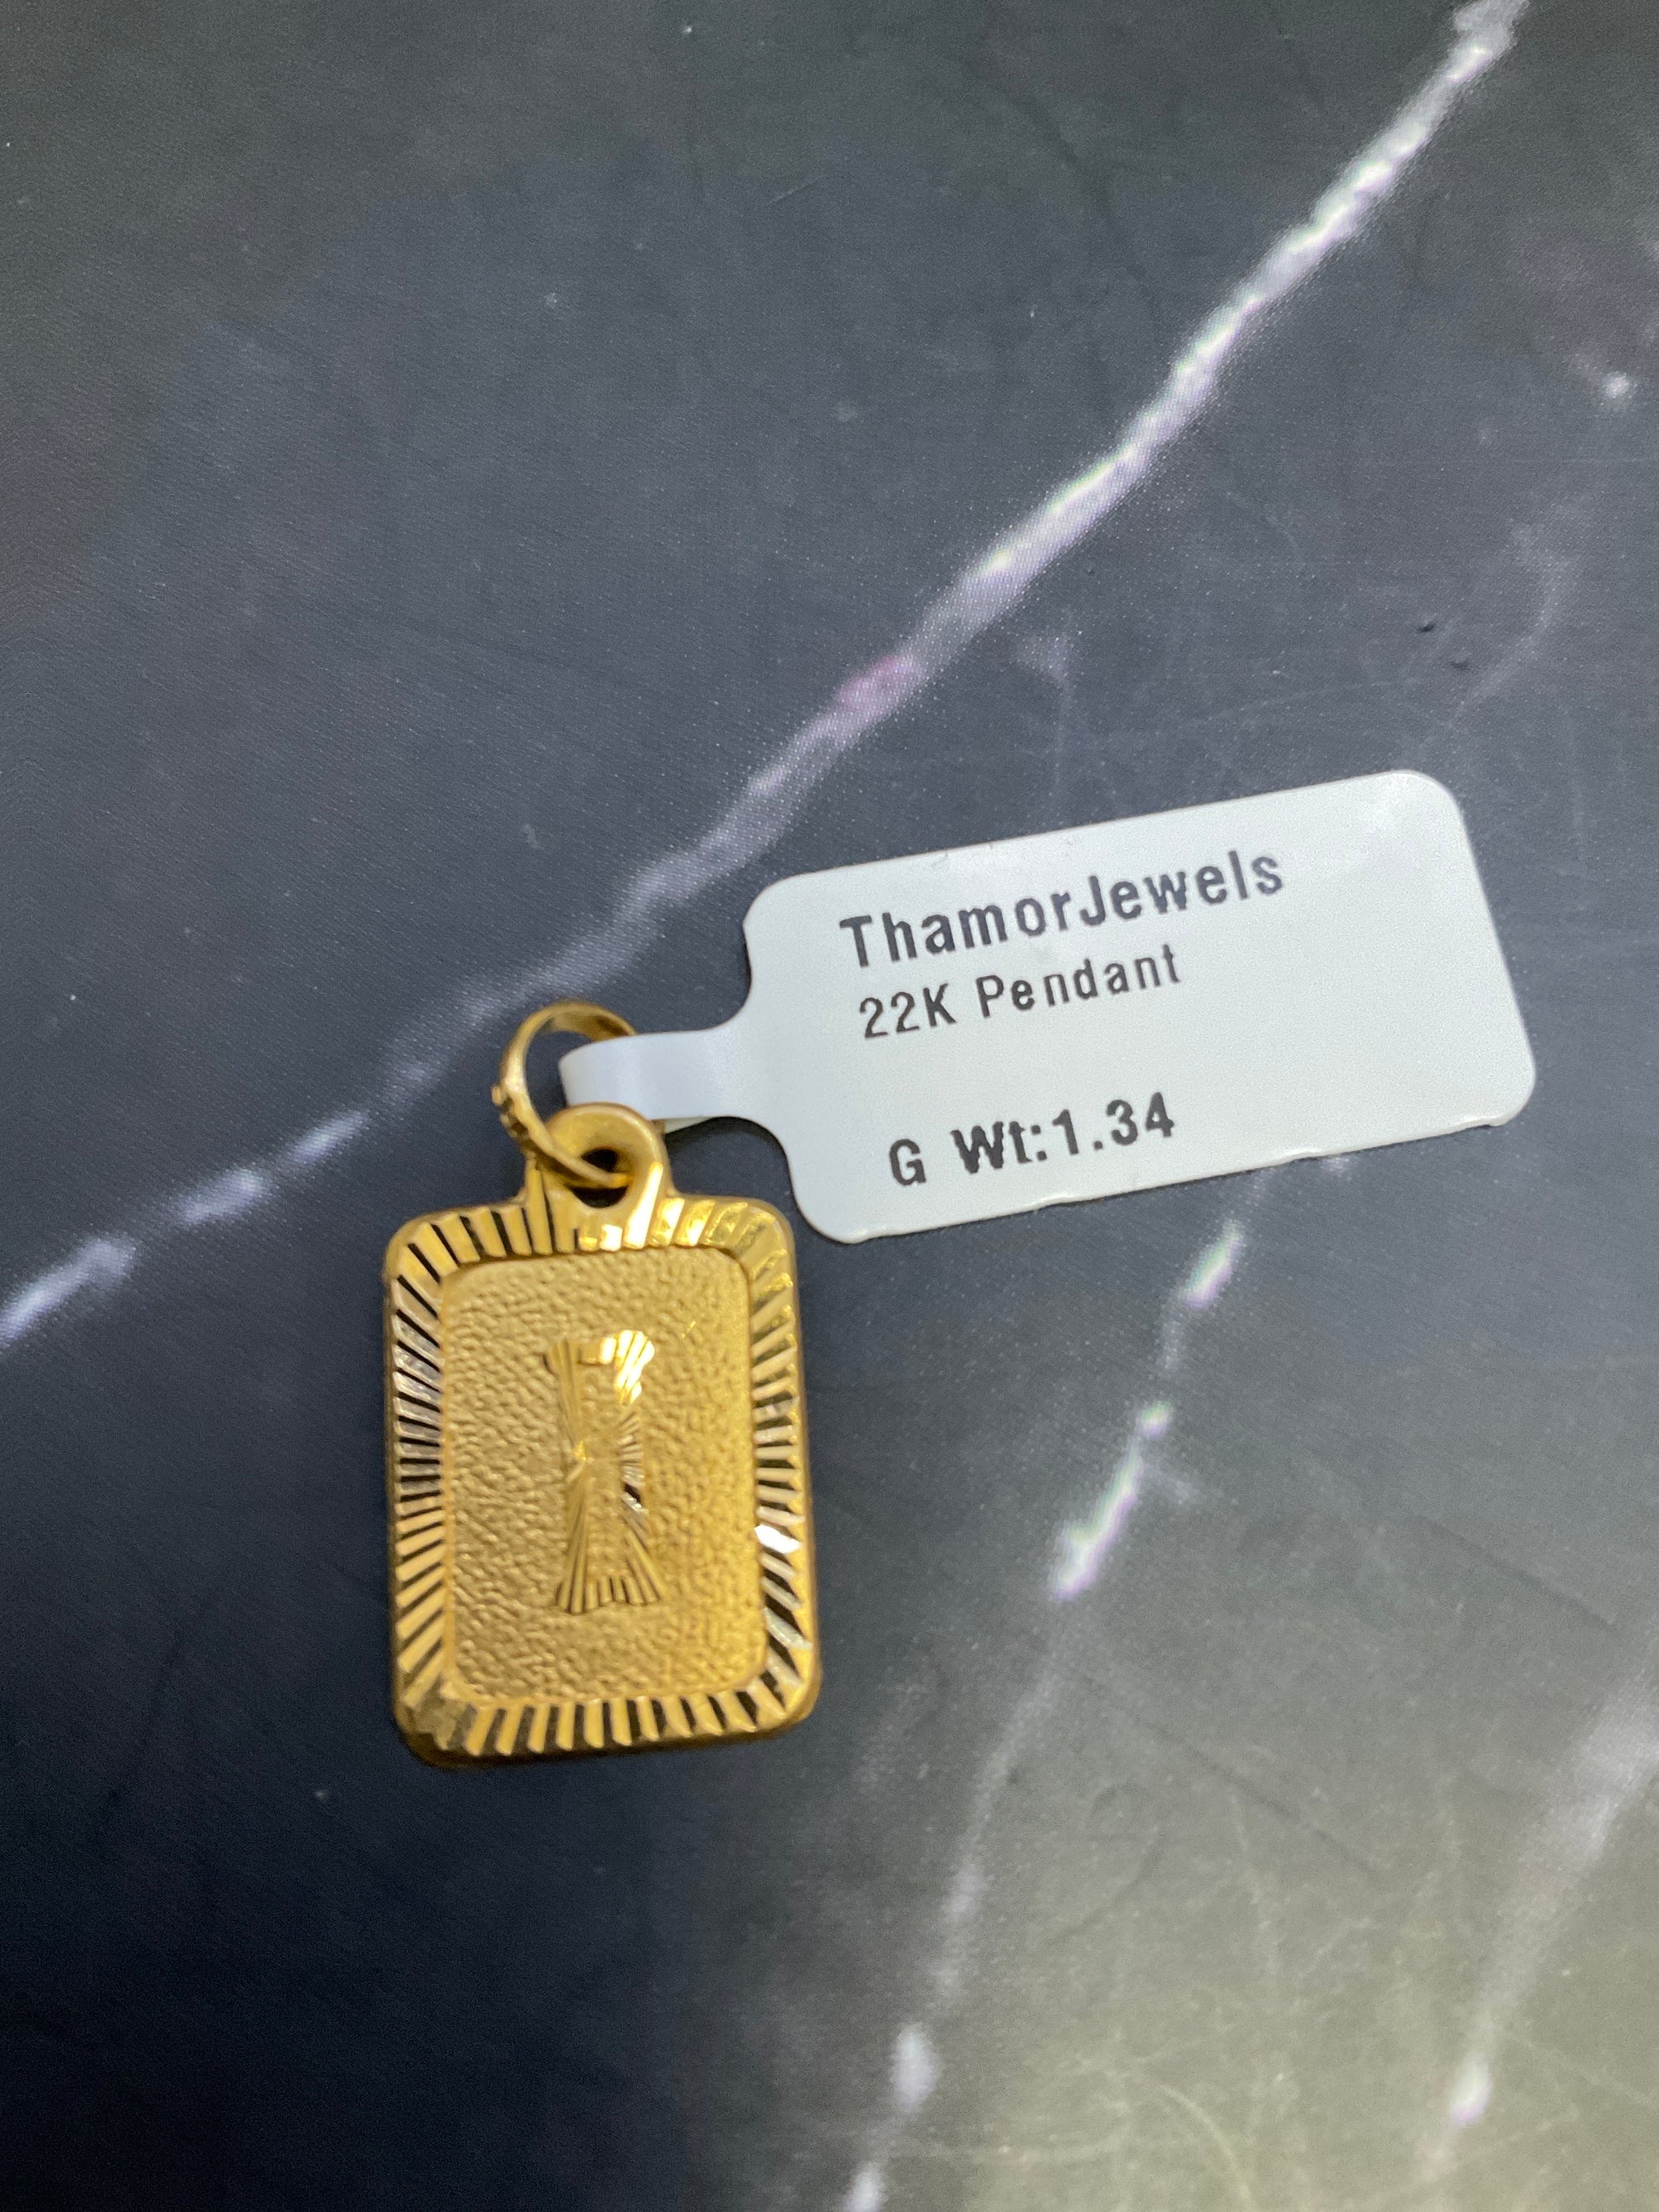 ThamorJewels
22K Pendant
G Wt:1.34
I